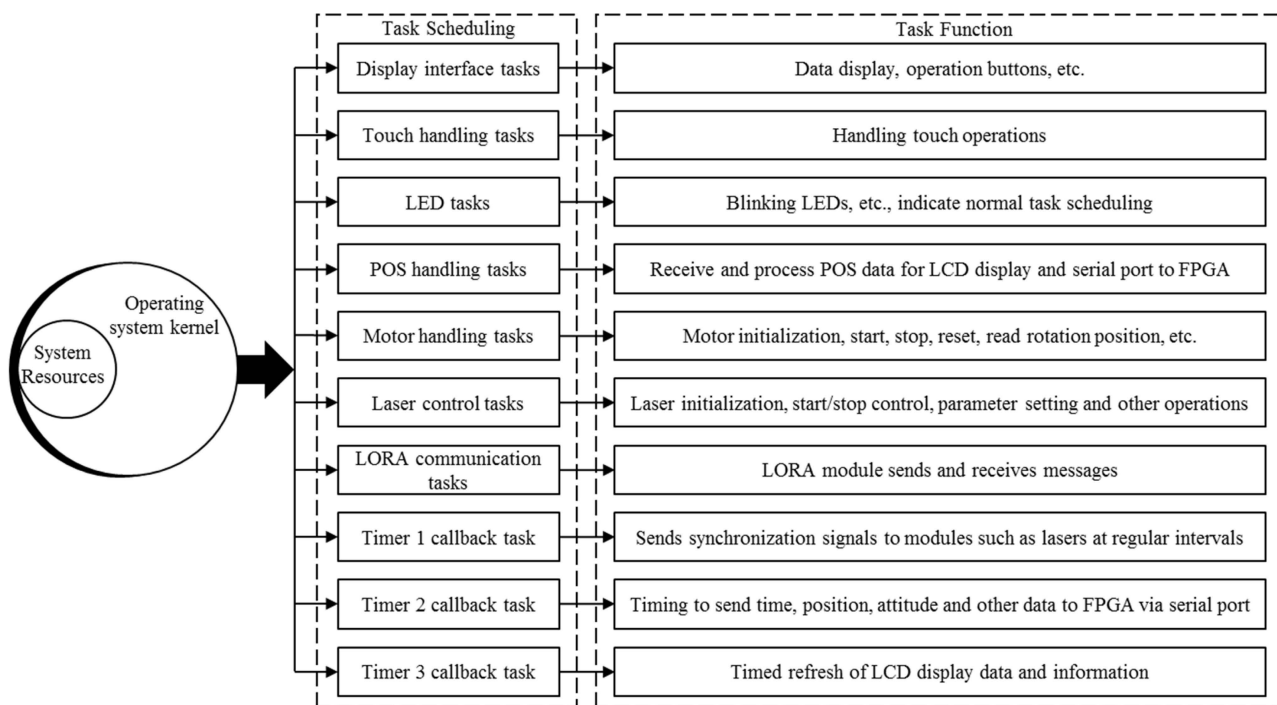 Task Scheduling
Task Function
Display interface tasks
Data display, operation buttons, etc.
Touch handling tasks
Handling touch operations
LED tasks
Blinking LEDs, etc., indicate normal task scheduling
POS handling tasks
Receive and process POS data for LCD display and serial port to FPGA
Operating
system kernel
System
Resources
Motor handling tasks
Motor initialization, start, stop, reset, read rotation position, etc.
Laser control tasks
Laser initialization, start/stop control, parameter setting and other operations
LORA communication
tasks
LORA module sends and receives messages
Timer 1 callback task
Sends synchronization signals to modules such as lasers at regular intervals
Timer 2 callback task
Timing to send time, position, attitude and other data to FPGA via serial port
Timer 3 callback task
Timed refresh of LCD display data and information